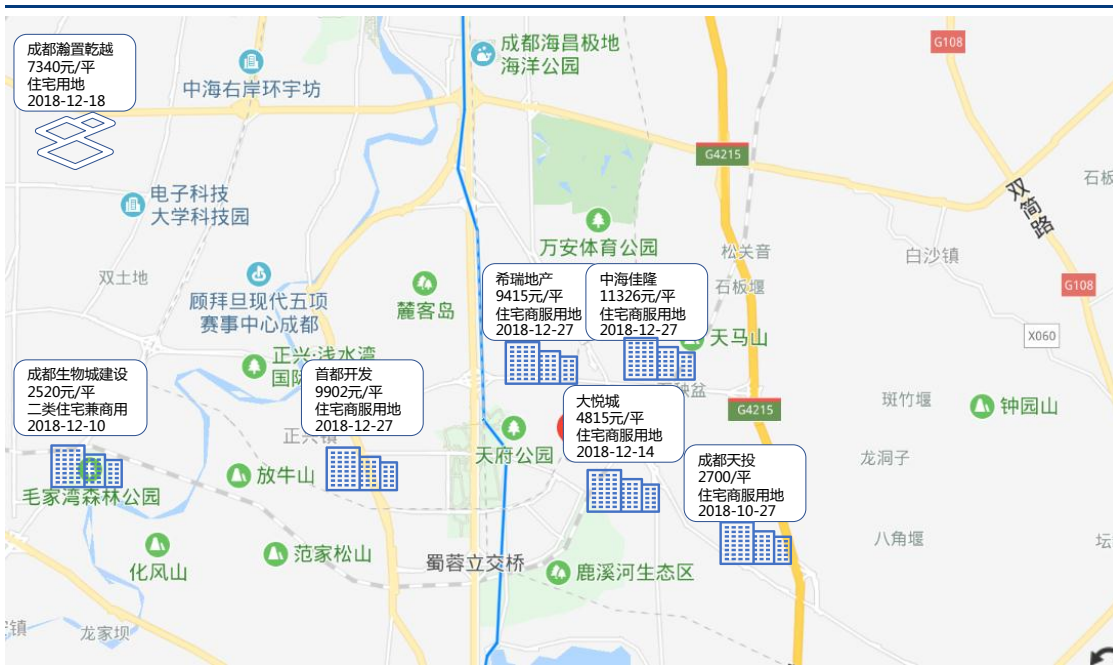 成都瀚置乾越
7340元/平
住宅用地
2018-12-18
中海右岸环宇坊
成都海昌极地
海洋公园
G108
G4215
双简路
石板
电子科技
大学科技园
万安体育公园
松关音
白沙镇
双土地
顾拜旦现代五项
赛事中心成都
麓客岛
希瑞地产
9415元/平
住宅商服用地
2018-12-27
中海佳隆
11326元/平
住宅商服用地
2018-12-27
石板堰
G108
X060
天马山
正兴·浅水湾
国际
成都生物城建设
2520元/平
二类住宅兼商用
2018-12-10
首都开发
9902元/平
住宅商服用地
2018-12-27
大悦城
4815元/平
住宅商服用地
2018-12-14
秧盆
G4215
斑竹堰
钟园山
正兴镇
天府公园
成都天投
2700/平
住宅商服用地
2018-10-27
龙洞子
毛家湾森林公园
放牛山
八角堰
坛
化风山
范家松山
蜀蓉立交桥
鹿溪河生态区
镇
龙家坝